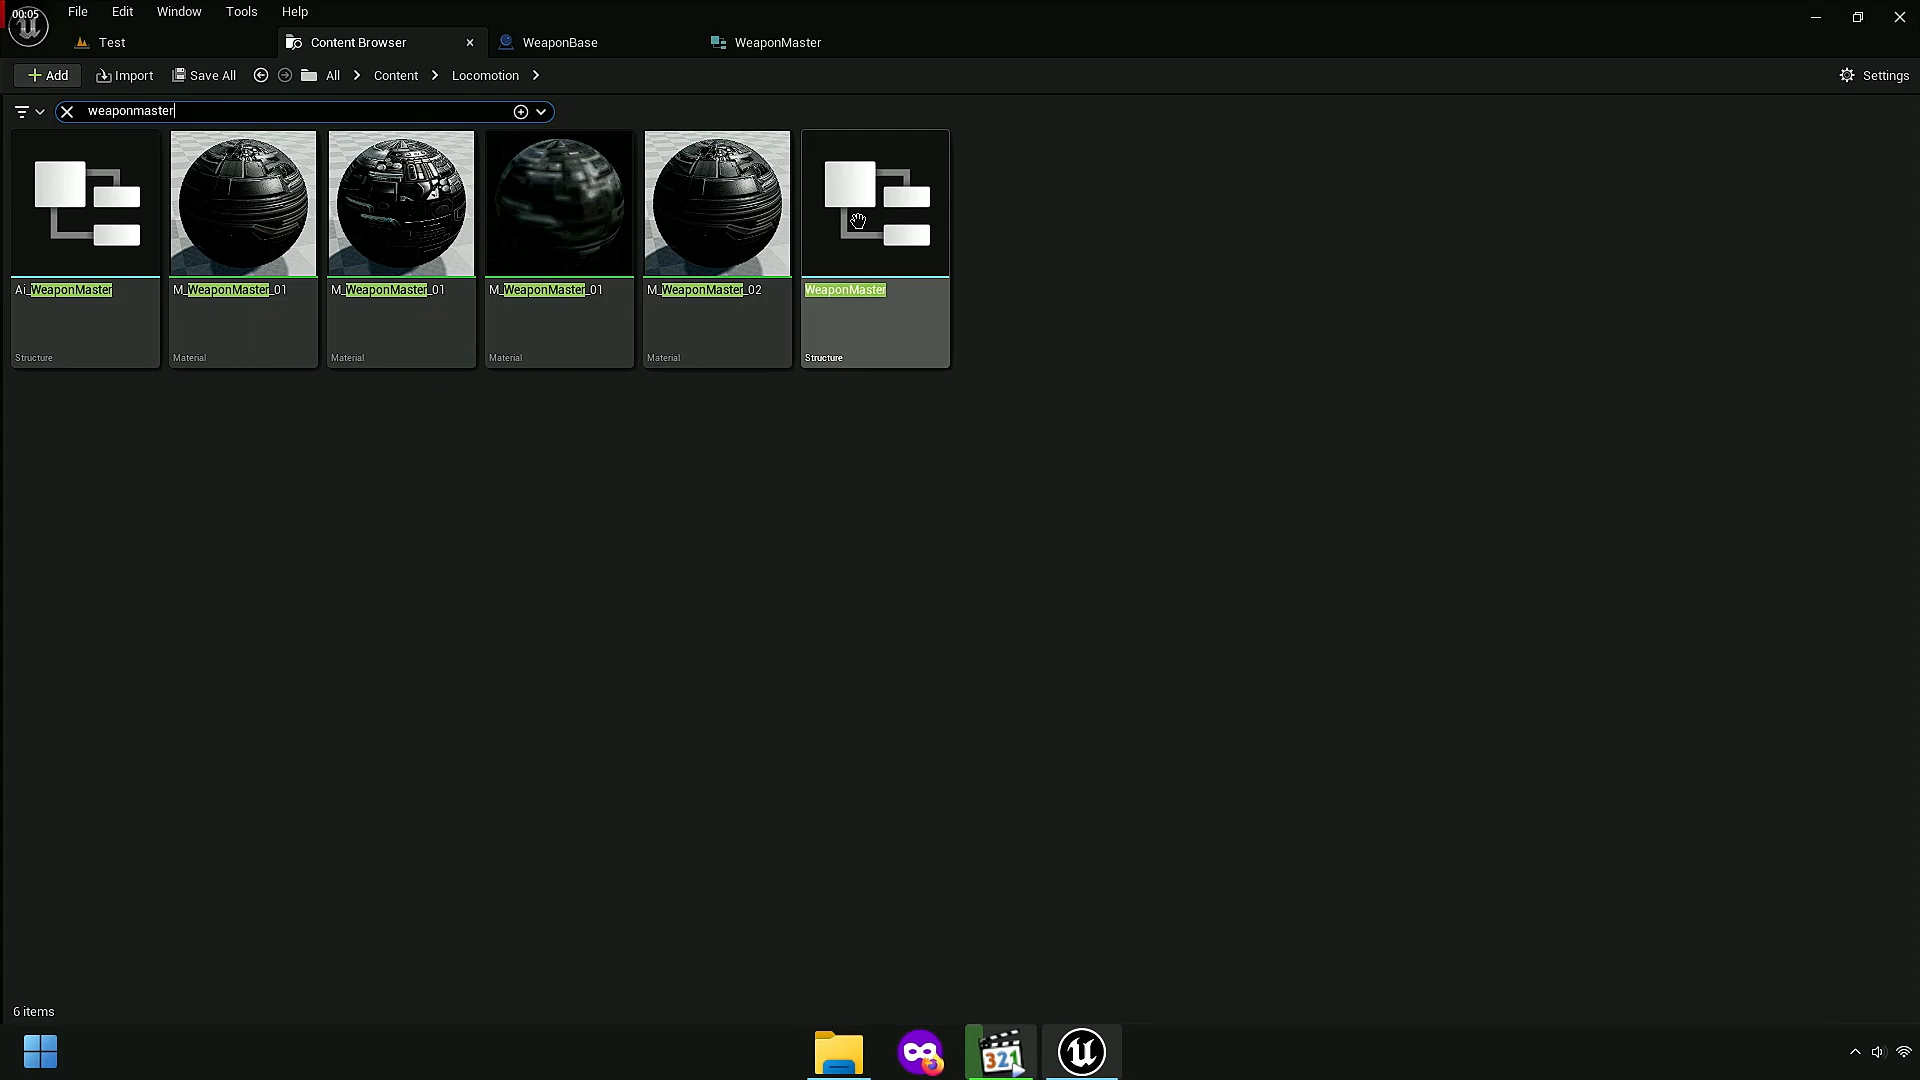 00:05
File Edit Window Tools Help
Test Content Browser WeaponBase WeaponMaster
Add Import Save All All Content Locomotion Settings
weaponmaster
Ai_WeaponMaster M_WeaponMaster_01 M_WeaponMaster_01 M_WeaponMaster_01 M_WeaponMaster_02 WeaponMaster
Structure Material Material Material Material Structure
6 items
321